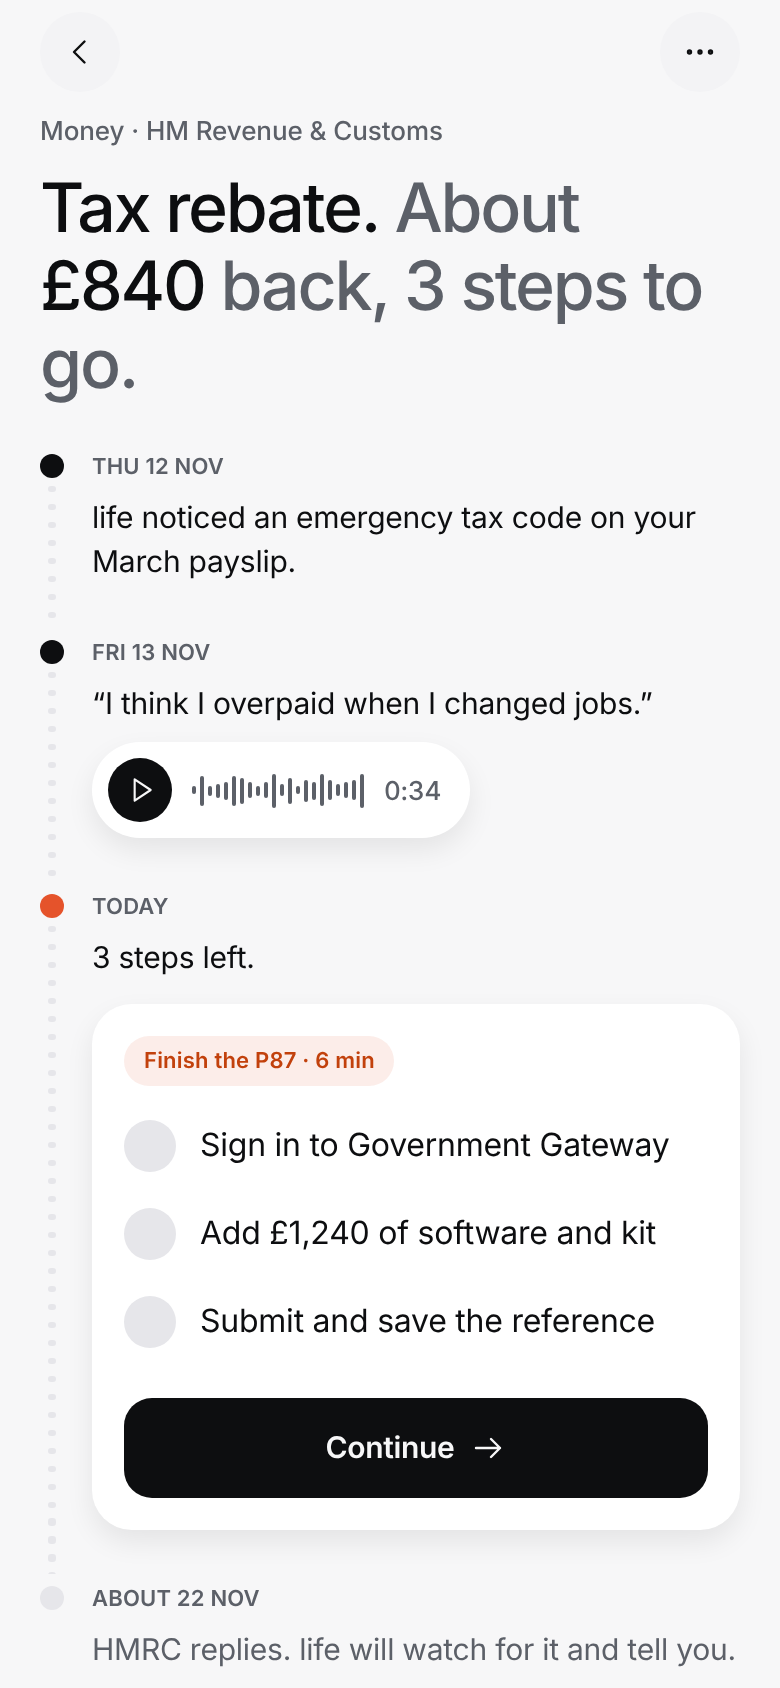 Money · HM Revenue & Customs
Tax rebate. About
£840 back, 3 steps to
go.
THU 12 NOV
life noticed an emergency tax code on your
March payslip.
FRI 13 NOV
“I think I overpaid when I changed jobs.”
0:34
TODAY
3 steps left.
Finish the P87 · 6 min
Sign in to Government Gateway
Add £1,240 of software and kit
Submit and save the reference
Continue →
ABOUT 22 NOV
HMRC replies. life will watch for it and tell you.